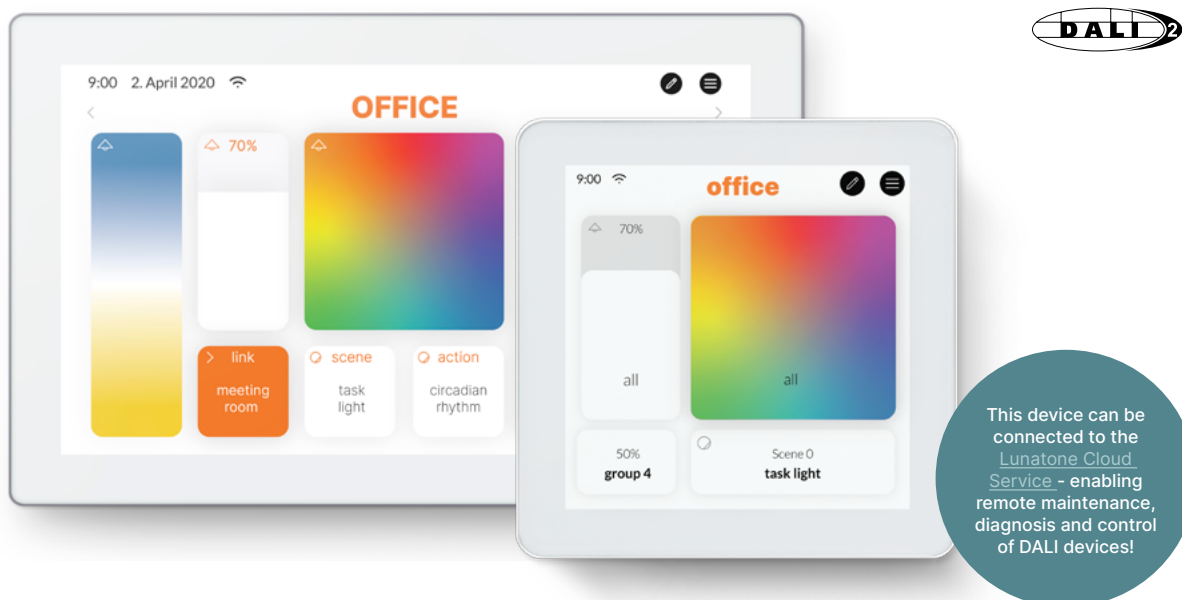 DALI 2
9:00 2. April 2020
OFFICE
70%
link
meeting
room
scene
task
light
action
circadian
rhythm
9:00
office
70%
all
all
50%
group 4
Scene 0
task light
This device can be
connected to the
Lunatone Cloud
Service - enabling
remote maintenance,
diagnosis and control
of DALI devices!